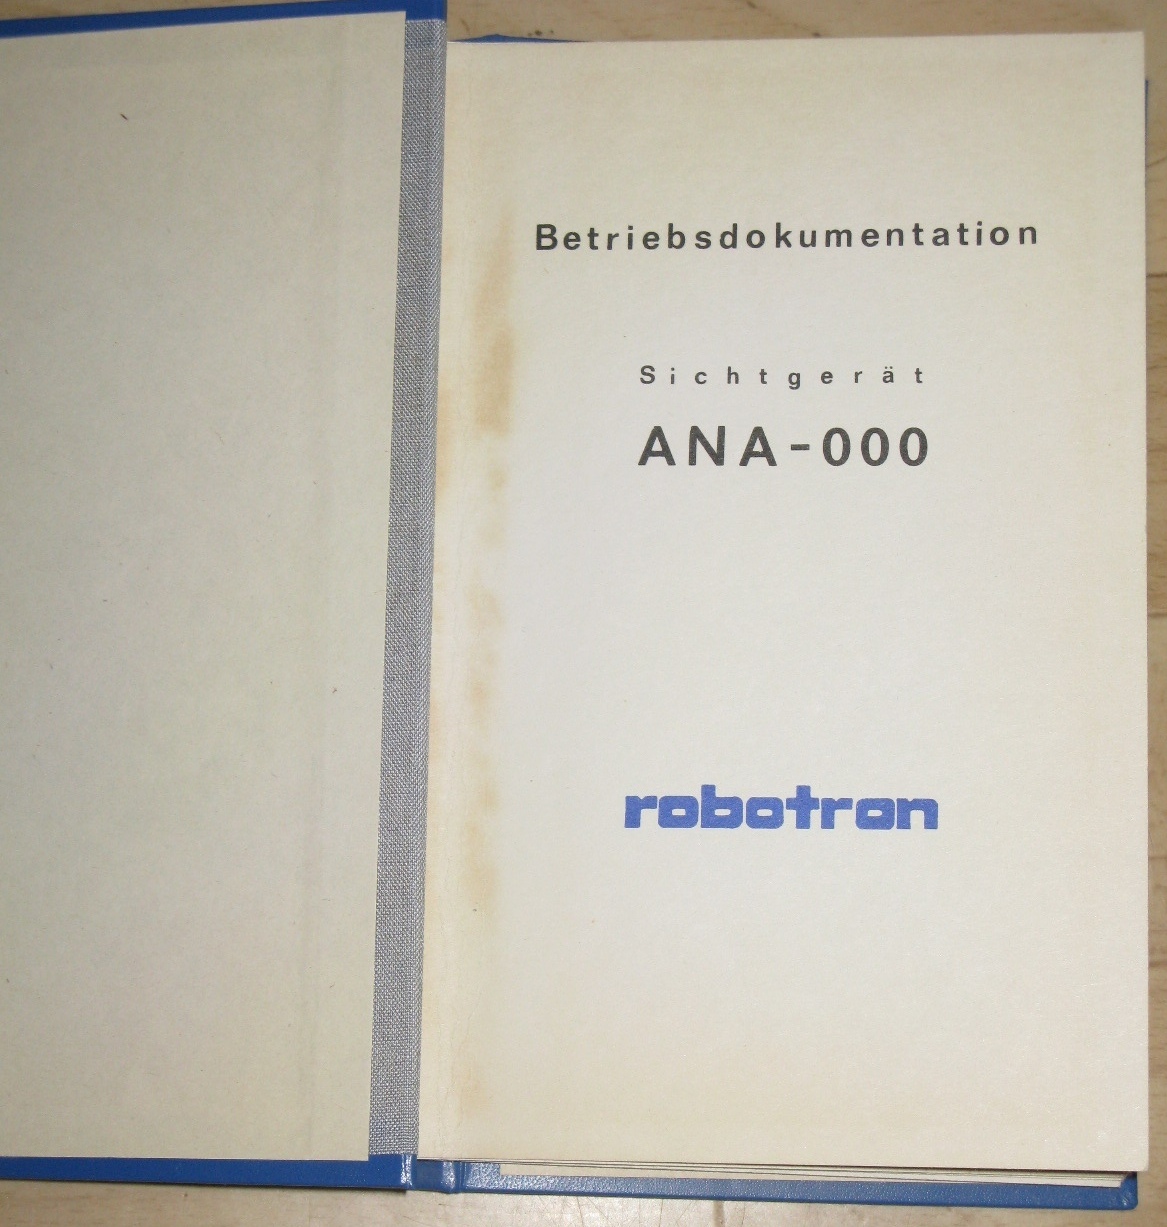 Betriebsdokumentation
Sichtgerät
ANA-000
robotron